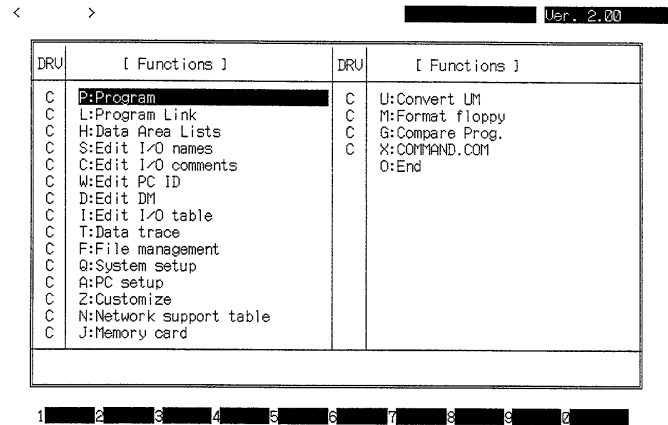 < >
Ver. 2.00
DRV [ Functions ] DRV [ Functions ]
C P:Program C U:Convert UM
C L:Program Link C M:Format floppy
C H:Data Area Lists C G:Compare Prog.
C S:Edit I/O names C X:COMMAND.COM
C C:Edit I/O comments O:End
C W:Edit PC ID
C D:Edit DM
C I:Edit I/O table
C T:Data trace
C F:File management
C Q:System setup
C A:PC setup
C Z:Customize
C N:Network support table
C J:Memory card
1 2 3 4 5 6 7 8 9 0